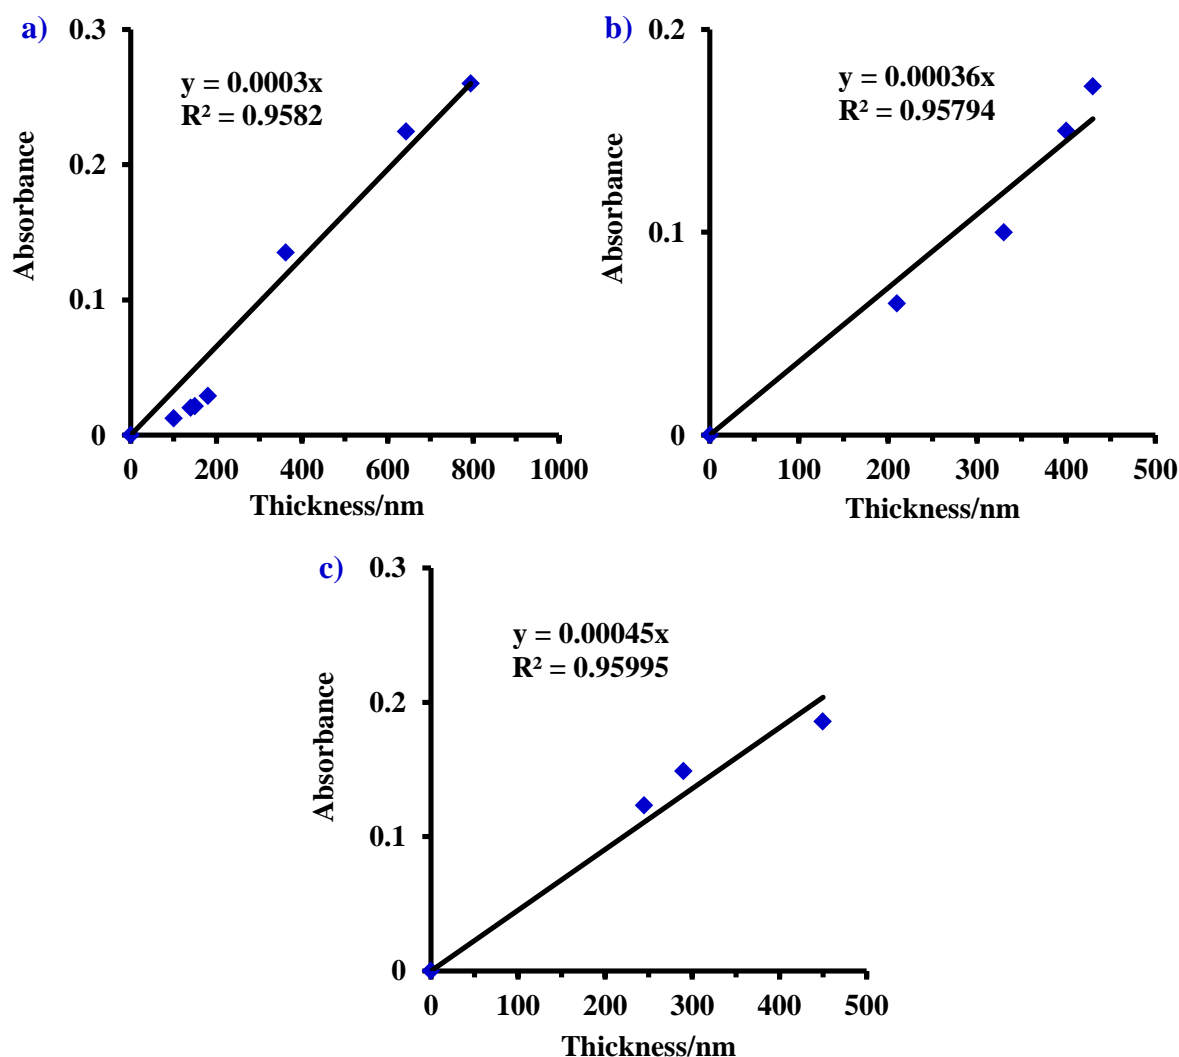 a)
y = 0.0003x
R² = 0.9582
Absorbance
0.3
0.2
0.1
0
0 200 400 600 800 1000
Thickness/nm
b)
y = 0.00036x
R² = 0.95794
Absorbance
0.2
0.1
0
0 100 200 300 400 500
Thickness/nm
c)
y = 0.00045x
R² = 0.95995
Absorbance
0.3
0.2
0.1
0
0 100 200 300 400 500
Thickness/nm